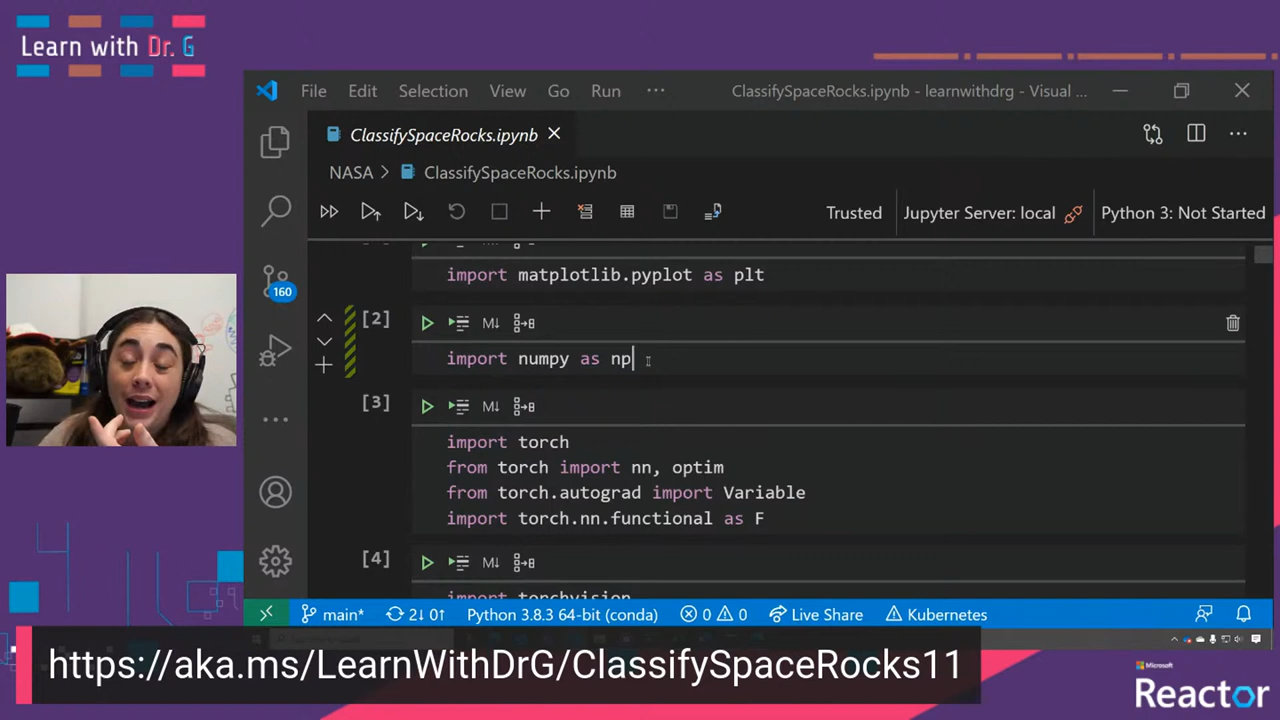 Learn with Dr. G
File Edit Selection View Go Run ··· ClassifySpaceRocks.ipynb - learnwithdrg - Visual ...
ClassifySpaceRocks.ipynb
NASA > ClassifySpaceRocks.ipynb
Trusted Jupyter Server: local Python 3: Not Started
import matplotlib.pyplot as plt
[2]
M↓
import numpy as np
[3]
M↓
import torch
from torch import nn, optim
from torch.autograd import Variable
import torch.nn.functional as F
[4]
M↓
import torchvision
160
main* 2↓ 0↑ Python 3.8.3 64-bit (conda) 0 0 Live Share Kubernetes
https://aka.ms/LearnWithDrG/ClassifySpaceRocks11
Microsoft
Reactor